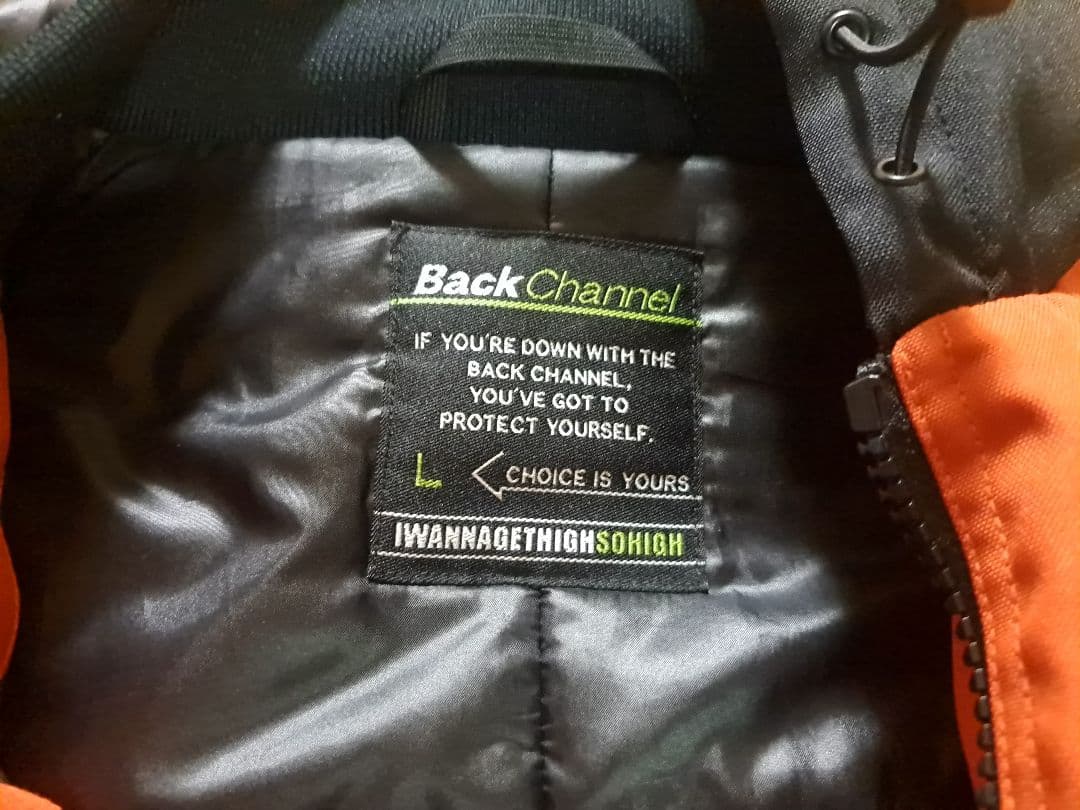 Back Channel
IF YOU'RE DOWN WITH THE
BACK CHANNEL,
YOU'VE GOT TO
PROTECT YOURSELF.
L CHOICE IS YOURS
IWANNAGETHIGHSOHIGH